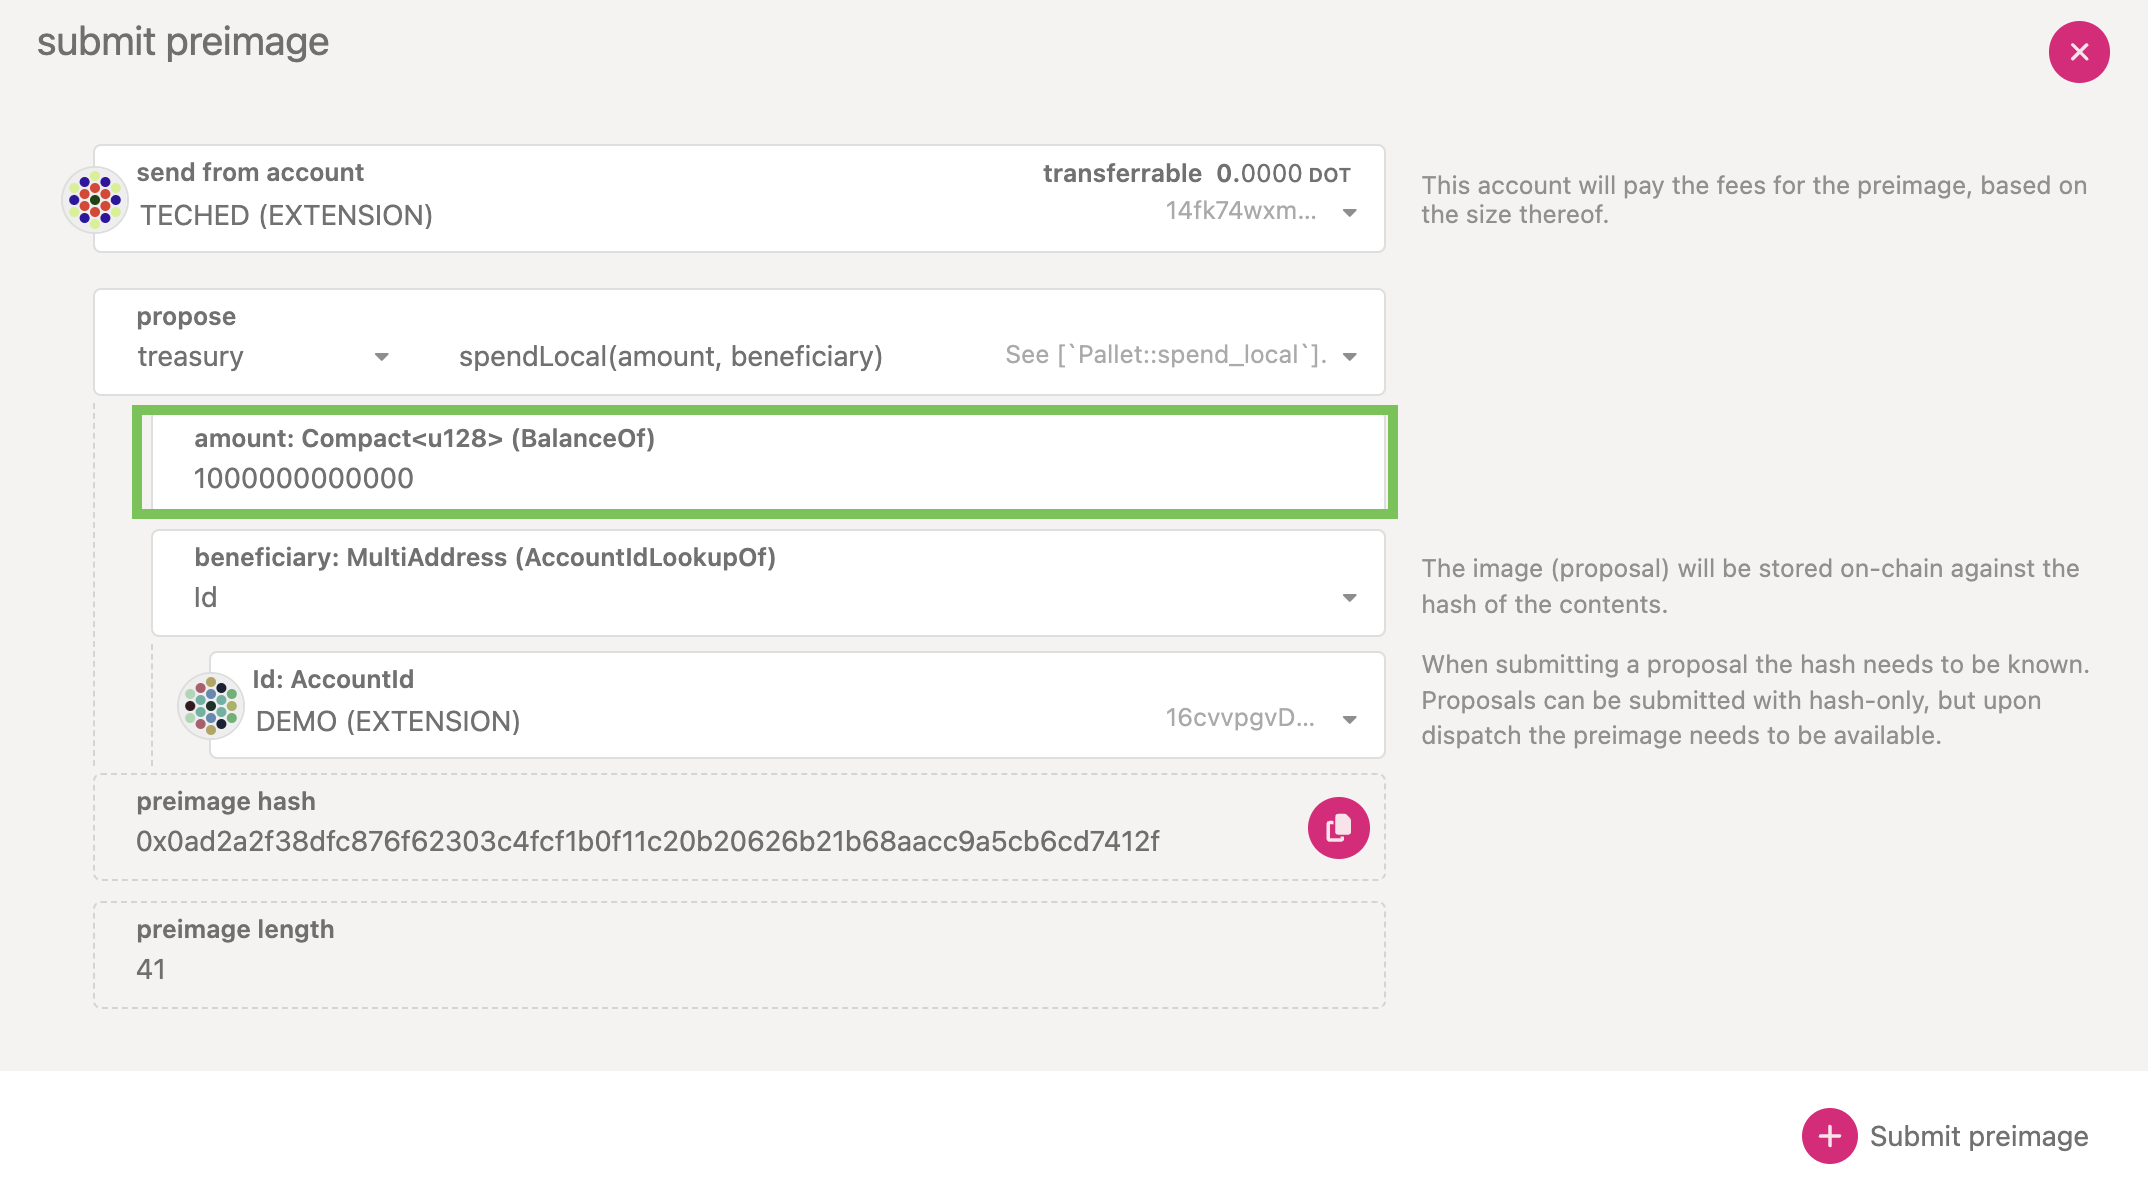 submit preimage
send from account
transferrable 0.0000 DOT
TECHED (EXTENSION)
14fk74wxm...
This account will pay the fees for the preimage, based on
the size thereof.
propose
treasury
spendLocal(amount, beneficiary)
See [`Pallet::spend_local`].
amount: Compact<u128> (BalanceOf)
1000000000000
beneficiary: MultiAddress (AccountIdLookupOf)
Id
The image (proposal) will be stored on-chain against the
hash of the contents.
Id: AccountId
DEMO (EXTENSION)
16cvvpgvD...
When submitting a proposal the hash needs to be known.
Proposals can be submitted with hash-only, but upon
dispatch the preimage needs to be available.
preimage hash
0x0ad2a2f38dfc876f62303c4fcf1b0f11c20b20626b21b68aacc9a5cb6cd7412f
preimage length
41
Submit preimage